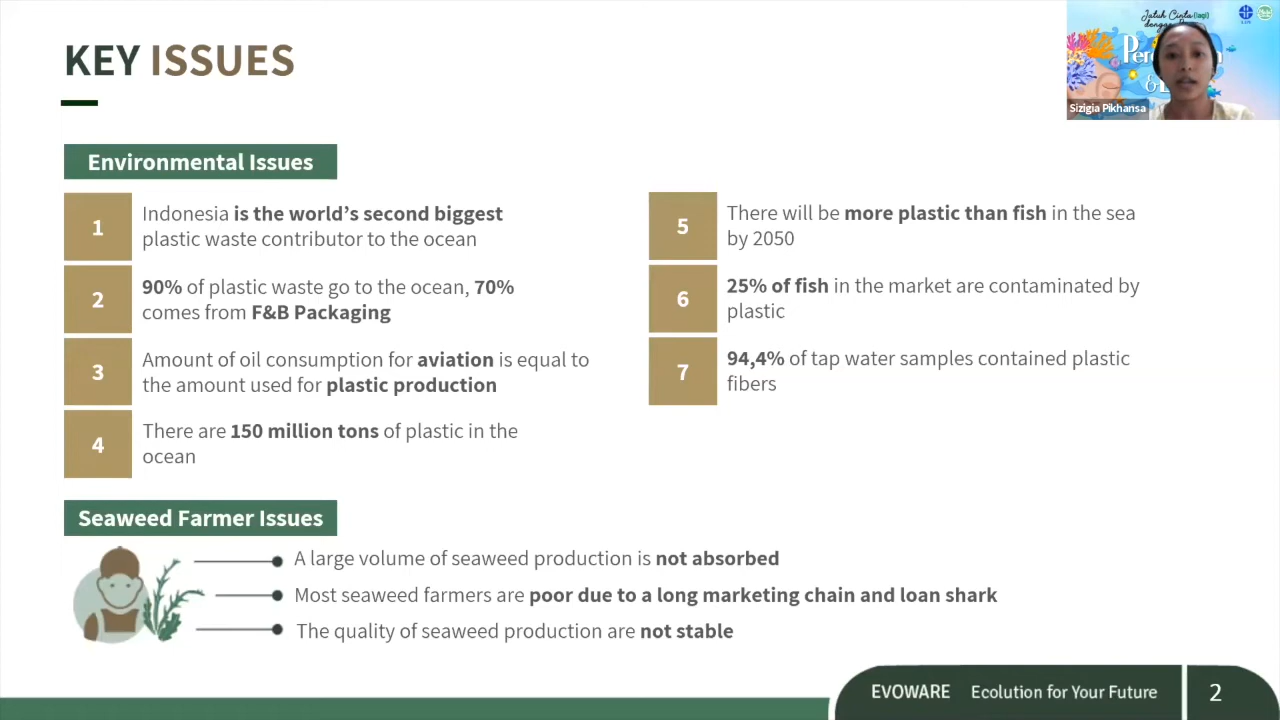 KEY ISSUES
Jatuh Cinta (lagi)
Sizigia Pikhansa
Environmental Issues
1
Indonesia is the world's second biggest
plastic waste contributor to the ocean
2
90% of plastic waste go to the ocean, 70%
comes from F&B Packaging
3
Amount of oil consumption for aviation is equal to
the amount used for plastic production
4
There are 150 million tons of plastic in the
ocean
5
There will be more plastic than fish in the sea
by 2050
6
25% of fish in the market are contaminated by
plastic
7
94,4% of tap water samples contained plastic
fibers
Seaweed Farmer Issues
A large volume of seaweed production is not absorbed
Most seaweed farmers are poor due to a long marketing chain and loan shark
The quality of seaweed production are not stable
EVOWARE Ecolution for Your Future
2